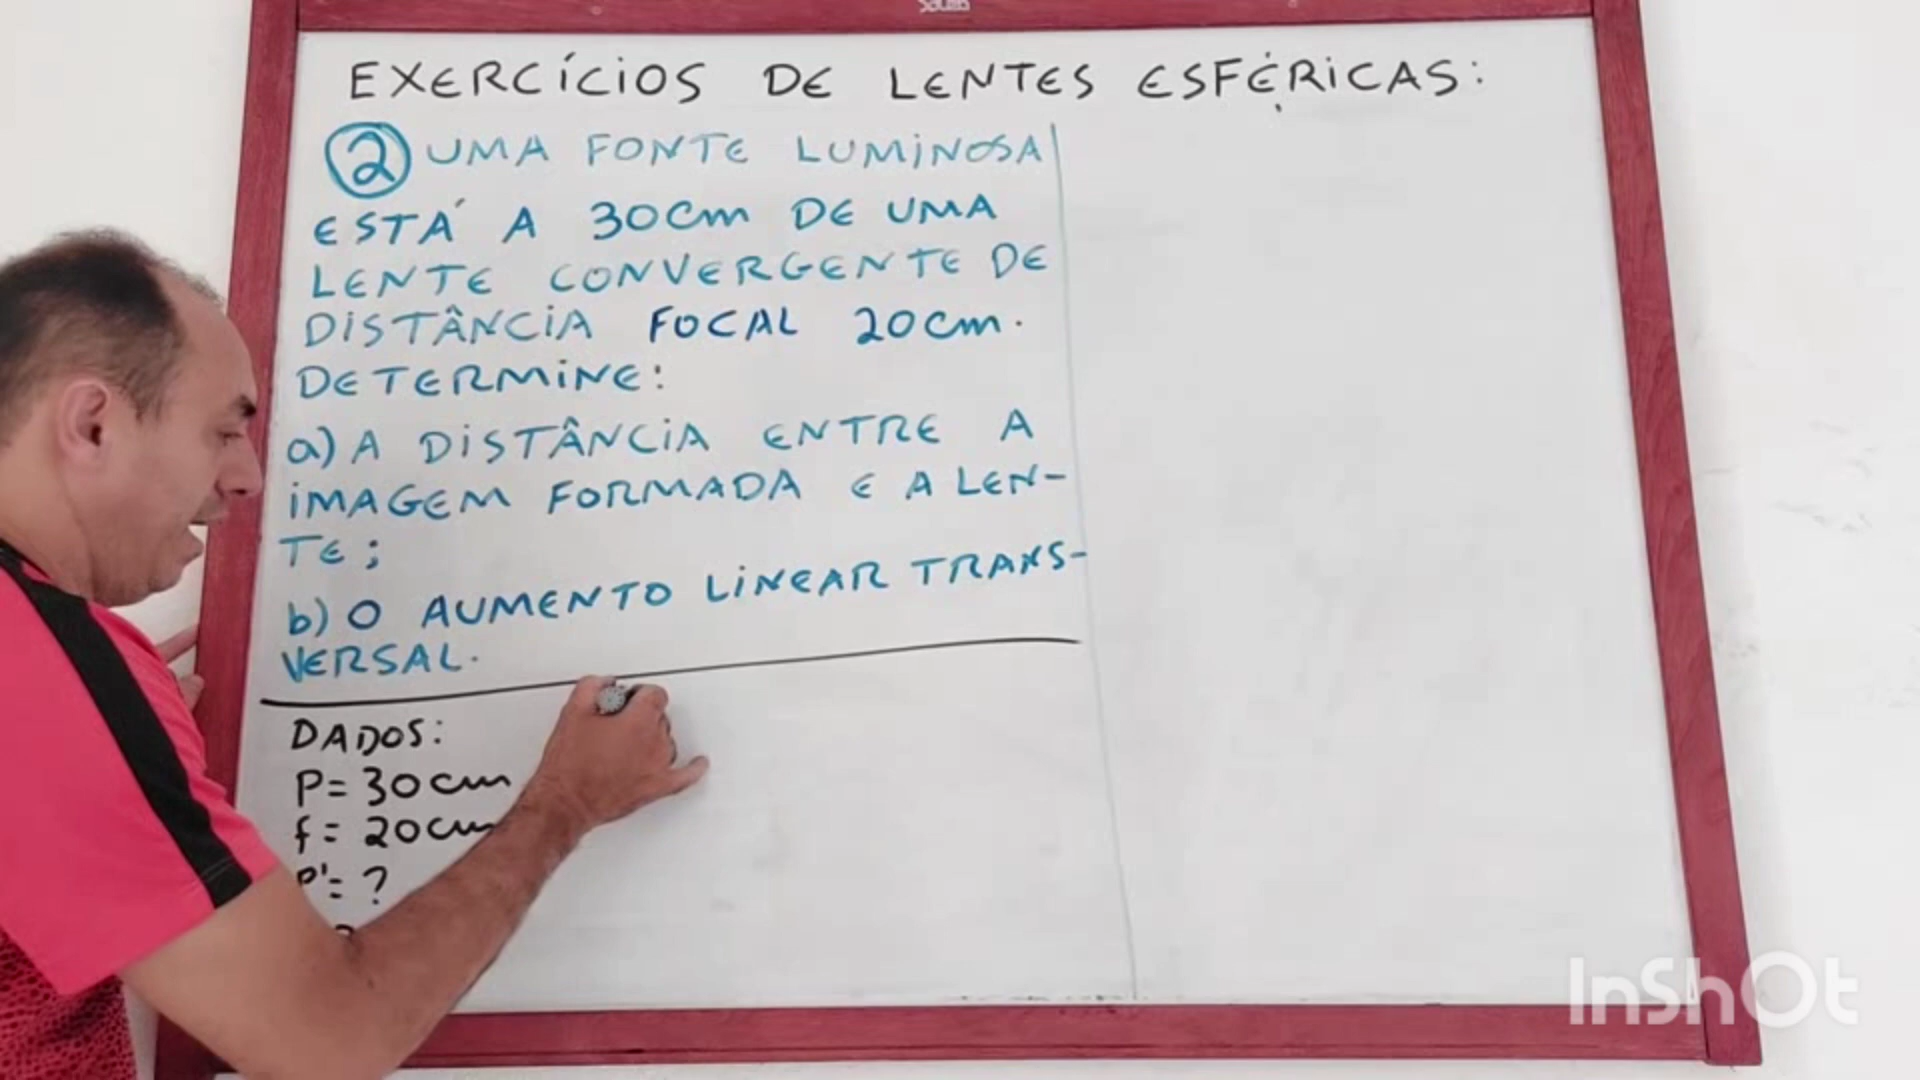 EXERCÍCIOS DE LENTES ESFÉRICAS:
2 UMA FONTE LUMINOSA
ESTÁ A 30cm DE UMA
LENTE CONVERGENTE DE
DISTÂNCIA FOCAL 20cm.
DETERMINE:
a) A DISTÂNCIA ENTRE A
IMAGEM FORMADA E A LEN-
TE;
b) O AUMENTO LINEAR TRANS-
VERSAL.
DADOS:
P = 30cm
f = 20cm
P' = ?
InShOt